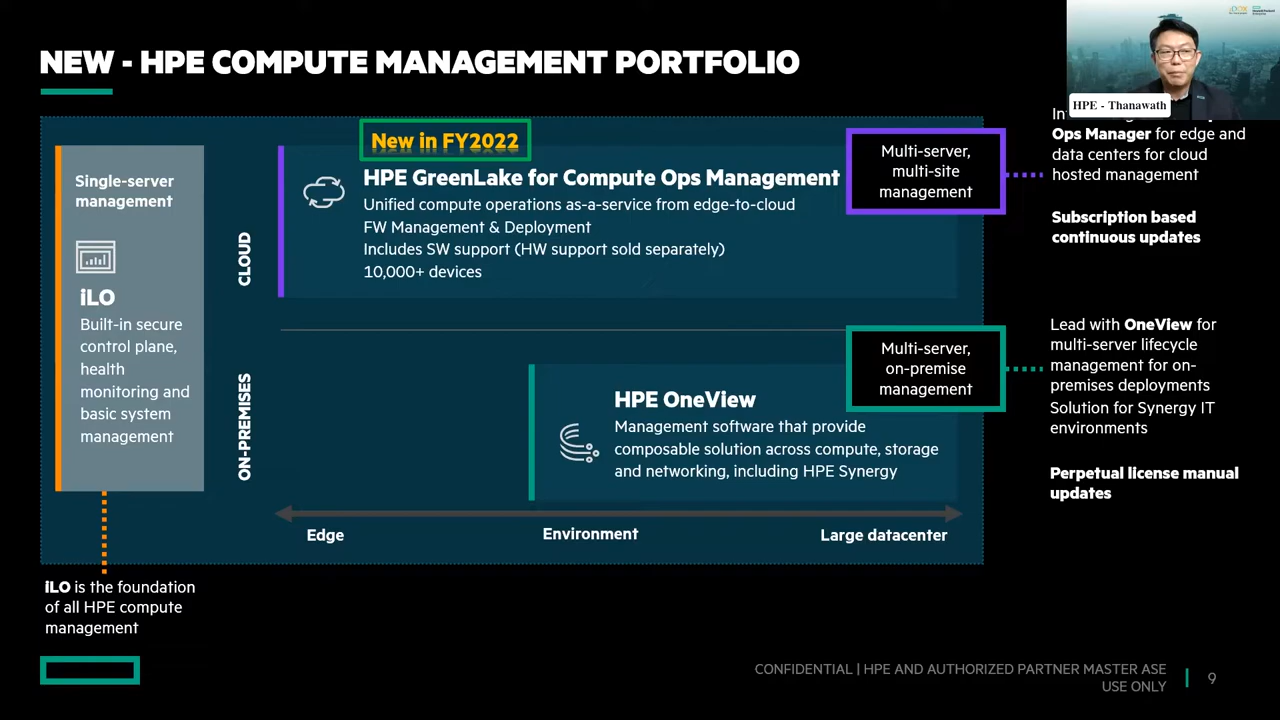 NEW - HPE COMPUTE MANAGEMENT PORTFOLIO
HPE - Thanawath
New in FY2022
Single-server
management
iLO
Built-in secure
control plane,
health
monitoring and
basic system
management
CLOUD
HPE GreenLake for Compute Ops Management
Unified compute operations as-a-service from edge-to-cloud
FW Management & Deployment
Includes SW support (HW support sold separately)
10,000+ devices
Multi-server,
multi-site
management
Ops Manager for edge and
data centers for cloud
hosted management
Subscription based
continuous updates
ON-PREMISES
HPE OneView
Management software that provide
composable solution across compute, storage
and networking, including HPE Synergy
Multi-server,
on-premise
management
Lead with OneView for
multi-server lifecycle
management for on-
premises deployments
Solution for Synergy IT
environments
Perpetual license manual
updates
Edge
Environment
Large datacenter
iLO is the foundation
of all HPE compute
management
CONFIDENTIAL | HPE AND AUTHORIZED PARTNER MASTER ASE
USE ONLY
9